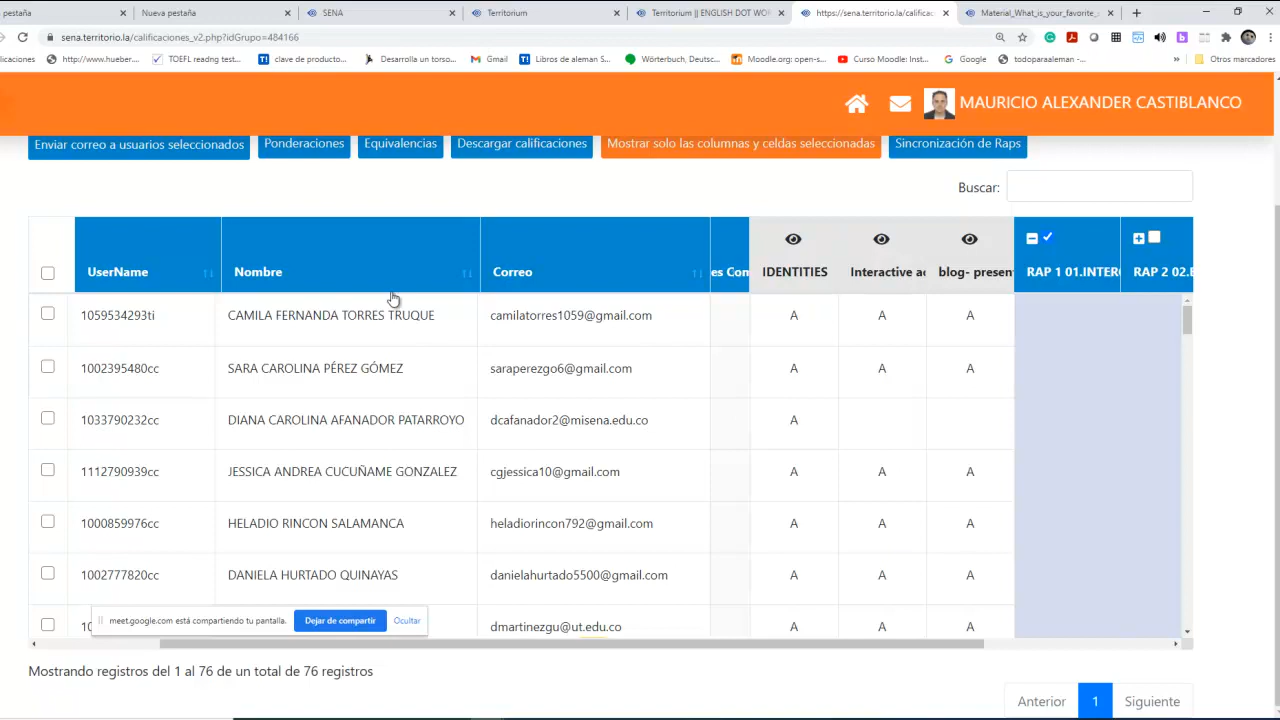 a pestaña
Nueva pestaña
SENA
Territorium
Territorium || ENGLISH DOT WO
https://sena.territorio.la/calific
Material_What_is_your_favorite_
sena.territorio.la/calificaciones_v2.php?idGrupo=484166
caciones
http://www.hueber...
TOEFL readng test...
clave de producto...
Desarrolla un torso...
Gmail
Libros de aleman S...
Wörterbuch, Deutsc...
Moodle.org: open-s...
Curso Moodle: Inst...
Google
todoparaaleman -...
Otros marcadores
MAURICIO ALEXANDER CASTIBLANCO
Enviar correo a usuarios seleccionados
Ponderaciones
Equivalencias
Descargar calificaciones
Mostrar solo las columnas y celdas seleccionadas
Sincronización de Raps
Buscar:
UserName Nombre Correo es Com IDENTITIES Interactive ac blog- presen RAP 1 01.INTER RAP 2 02.
1059534293ti CAMILA FERNANDA TORRES TRUQUE camilatorres1059@gmail.com A A A
1002395480cc SARA CAROLINA PÉREZ GÓMEZ saraperezgo6@gmail.com A A A
1033790232cc DIANA CAROLINA AFANADOR PATARROYO dcafanador2@misena.edu.co A
1112790939cc JESSICA ANDREA CUCUÑAME GONZALEZ cgjessica10@gmail.com A A A
1000859976cc HELADIO RINCON SALAMANCA heladiorincon792@gmail.com A A A
1002777820cc DANIELA HURTADO QUINAYAS danielahurtado5500@gmail.com A A A
10 dmartinezgu@ut.edu.co A A A
meet.google.com está compartiendo tu pantalla.
Dejar de compartir
Ocultar
Mostrando registros del 1 al 76 de un total de 76 registros
Anterior 1 Siguiente